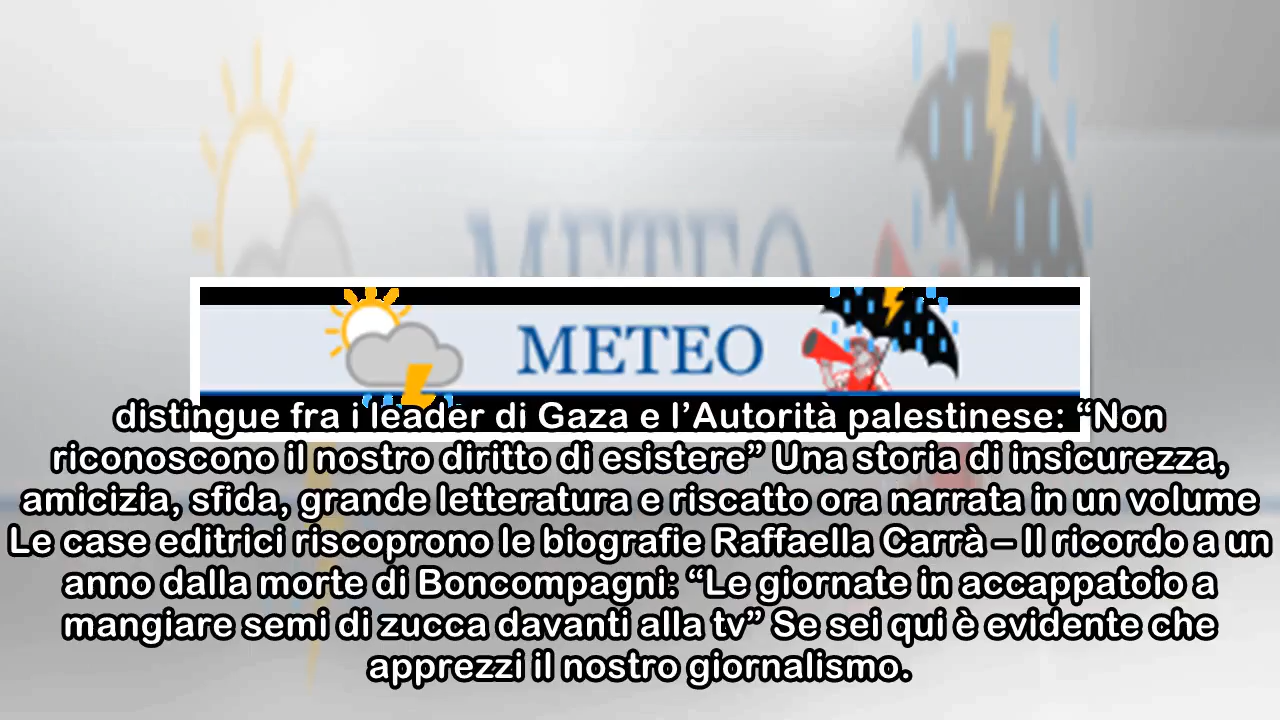 METEO
METEO
distingue fra i leader di Gaza e l’Autorità palestinese: “Non
riconoscono il nostro diritto di esistere” Una storia di insicurezza,
amicizia, sfida, grande letteratura e riscatto ora narrata in un volume
Le case editrici riscoprono le biografie Raffaella Carrà – Il ricordo a un
anno dalla morte di Boncompagni: “Le giornate in accappatoio a
mangiare semi di zucca davanti alla tv” Se sei qui è evidente che
apprezzi il nostro giornalismo.